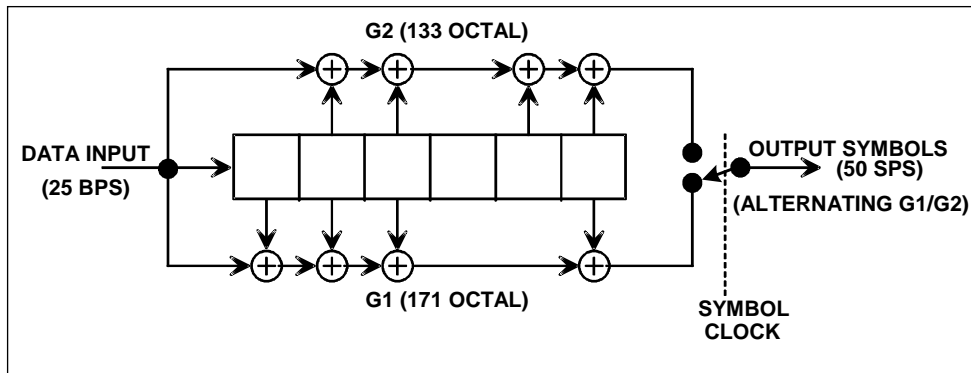 G2 (133 OCTAL)
DATA INPUT
(25 BPS)
OUTPUT SYMBOLS
(50 SPS)
(ALTERNATING G1/G2)
G1 (171 OCTAL)
SYMBOL
CLOCK